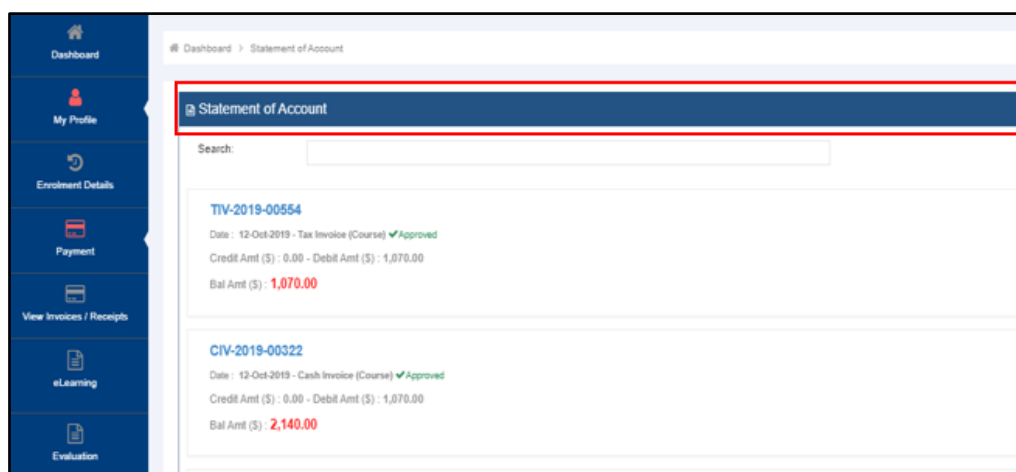 Dashboard
My Profile
Enrolment Details
Payment
View Invoices / Receipts
eLearning
Evaluation
Dashboard > Statement of Account
Statement of Account
Search:
TIV-2019-00554
Date : 12-Oct-2019 - Tax Invoice (Course) ✔Approved
Credit Amt ($) : 0.00 - Debit Amt ($) : 1,070.00
Bal Amt ($) : 1,070.00
CIV-2019-00322
Date : 12-Oct-2019 - Cash Invoice (Course) ✔Approved
Credit Amt ($) : 0.00 - Debit Amt ($) : 1,070.00
Bal Amt ($) : 2,140.00